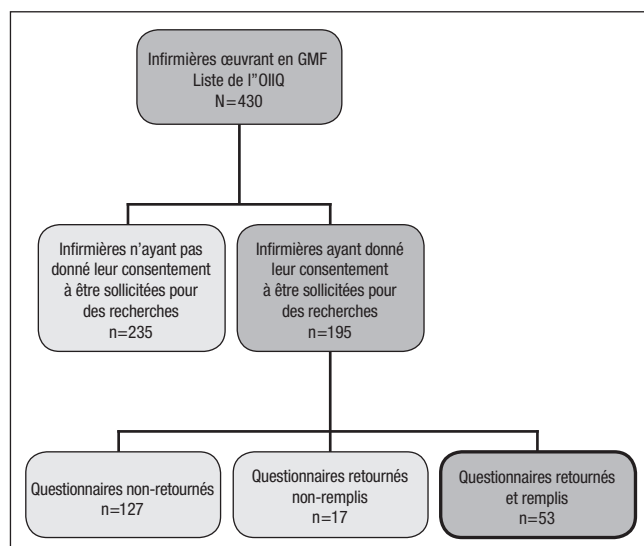 Infirmières œuvrant en GMF
Liste de l’’OIIQ
N=430
Infirmières n’ayant pas
donné leur consentement
à être sollicitées pour
des recherches
n=235
Infirmières ayant donné
leur consentement
à être sollicitées pour
des recherches
n=195
Questionnaires non-retournés
n=127
Questionnaires retournés
non-remplis
n=17
Questionnaires retournés
et remplis
n=53